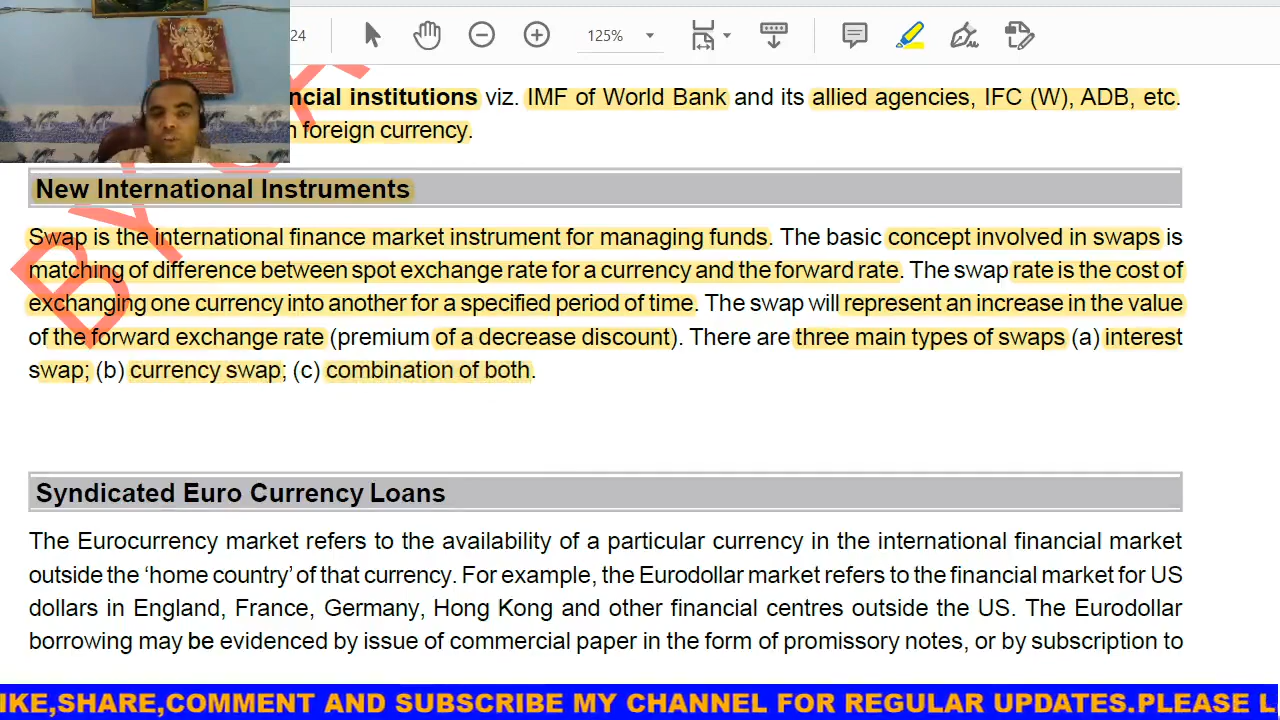 24
125%
ncial institutions viz. IMF of World Bank and its allied agencies, IFC (W), ADB, etc.
n foreign currency.
New International Instruments
Swap is the international finance market instrument for managing funds. The basic concept involved in swaps is
matching of difference between spot exchange rate for a currency and the forward rate. The swap rate is the cost of
exchanging one currency into another for a specified period of time. The swap will represent an increase in the value
of the forward exchange rate (premium of a decrease discount). There are three main types of swaps (a) interest
swap; (b) currency swap; (c) combination of both.
Syndicated Euro Currency Loans
The Eurocurrency market refers to the availability of a particular currency in the international financial market
outside the ‘home country’ of that currency. For example, the Eurodollar market refers to the financial market for US
dollars in England, France, Germany, Hong Kong and other financial centres outside the US. The Eurodollar
borrowing may be evidenced by issue of commercial paper in the form of promissory notes, or by subscription to
IKE,SHARE,COMMENT AND SUBSCRIBE MY CHANNEL FOR REGULAR UPDATES.PLEASE L